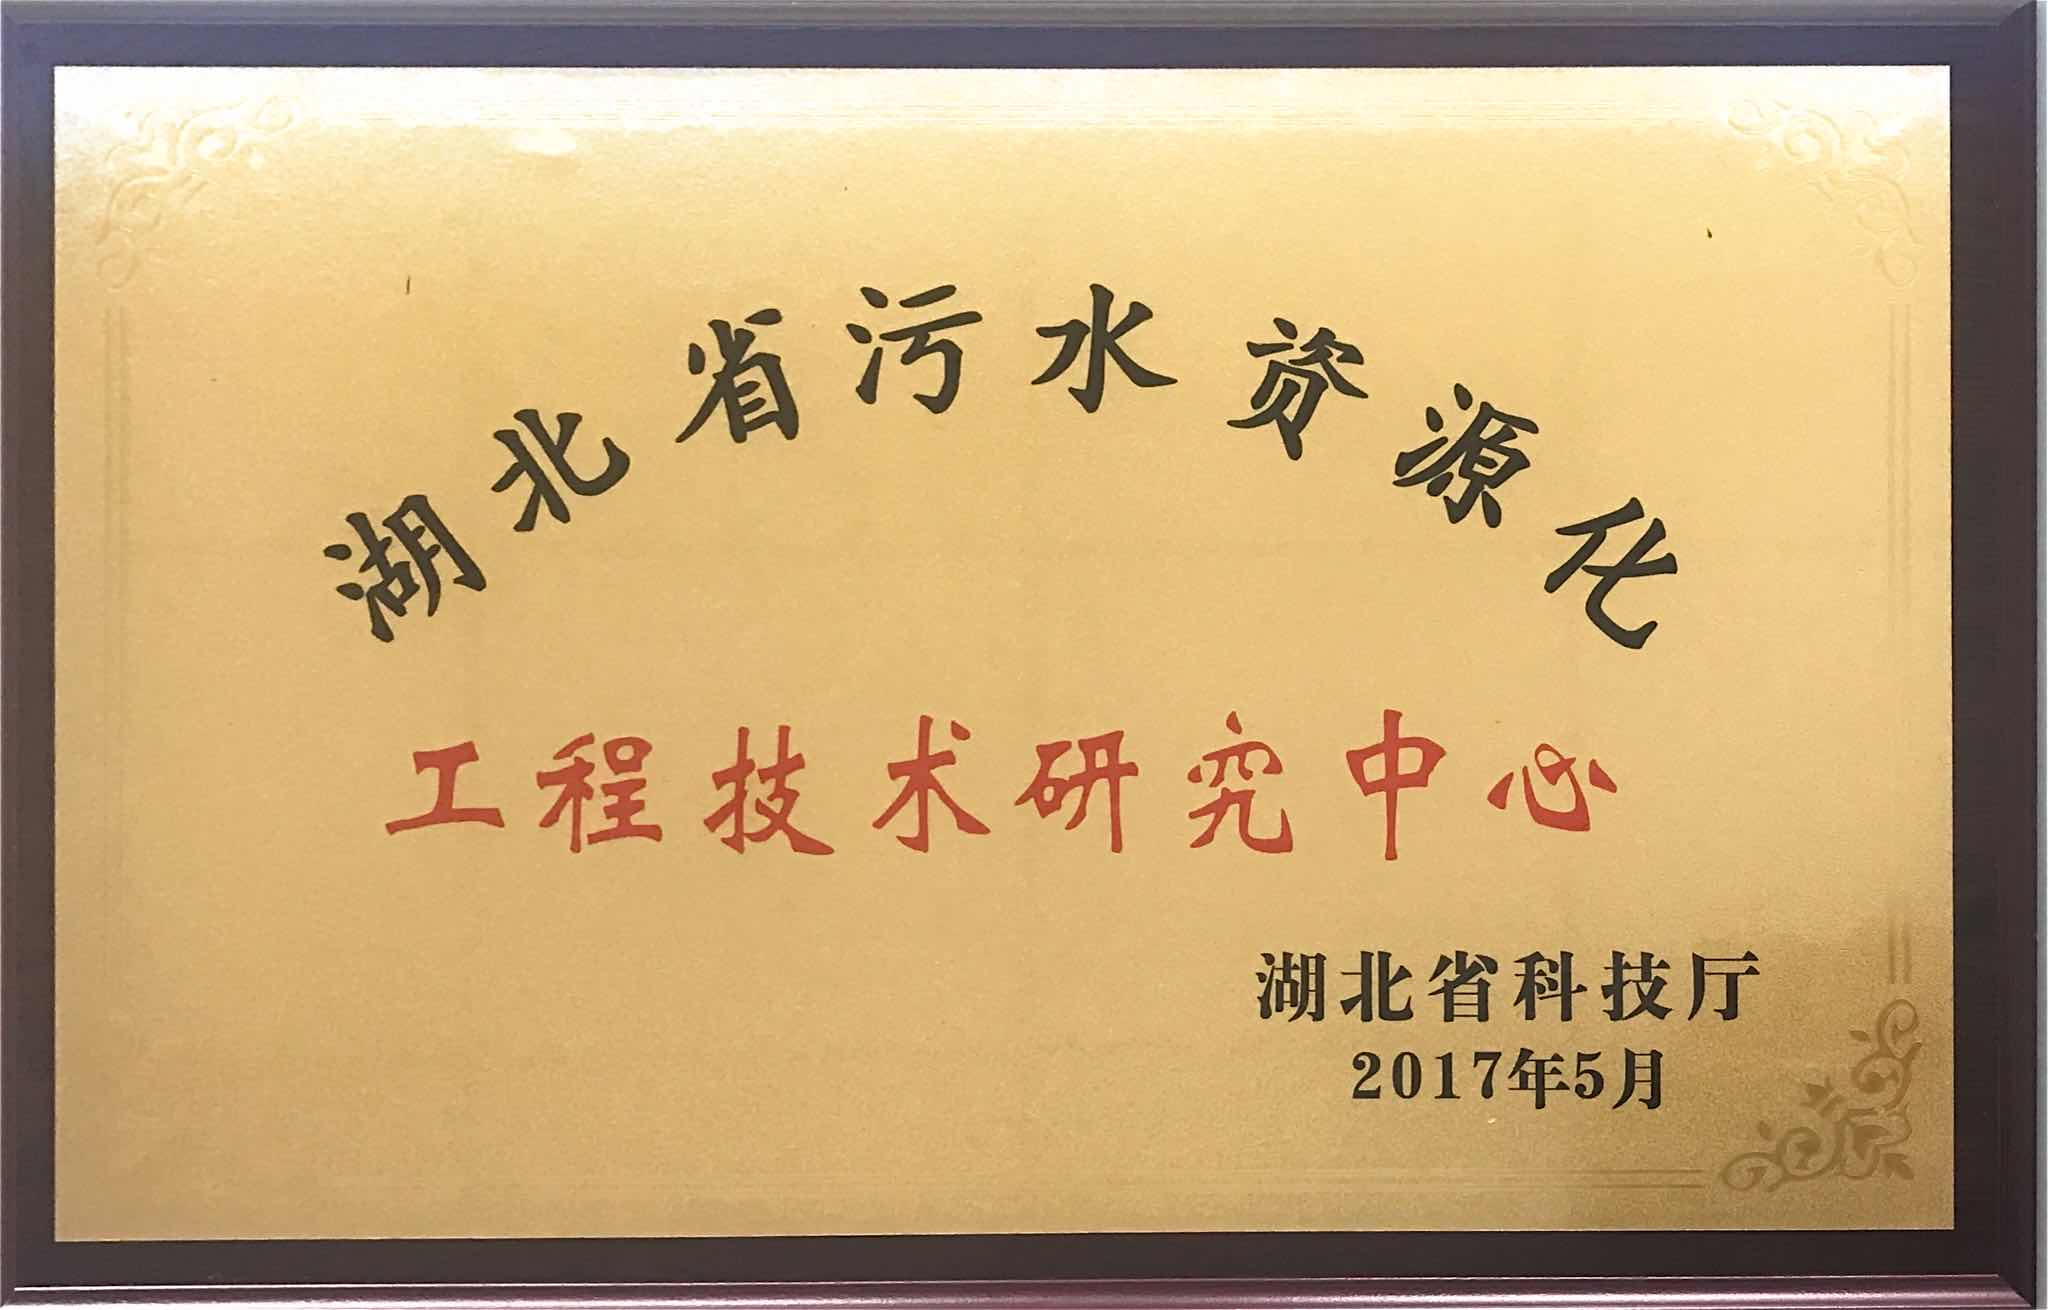 湖北省污水资源化
工程技术研究中心
湖北省科技厅
2017年5月